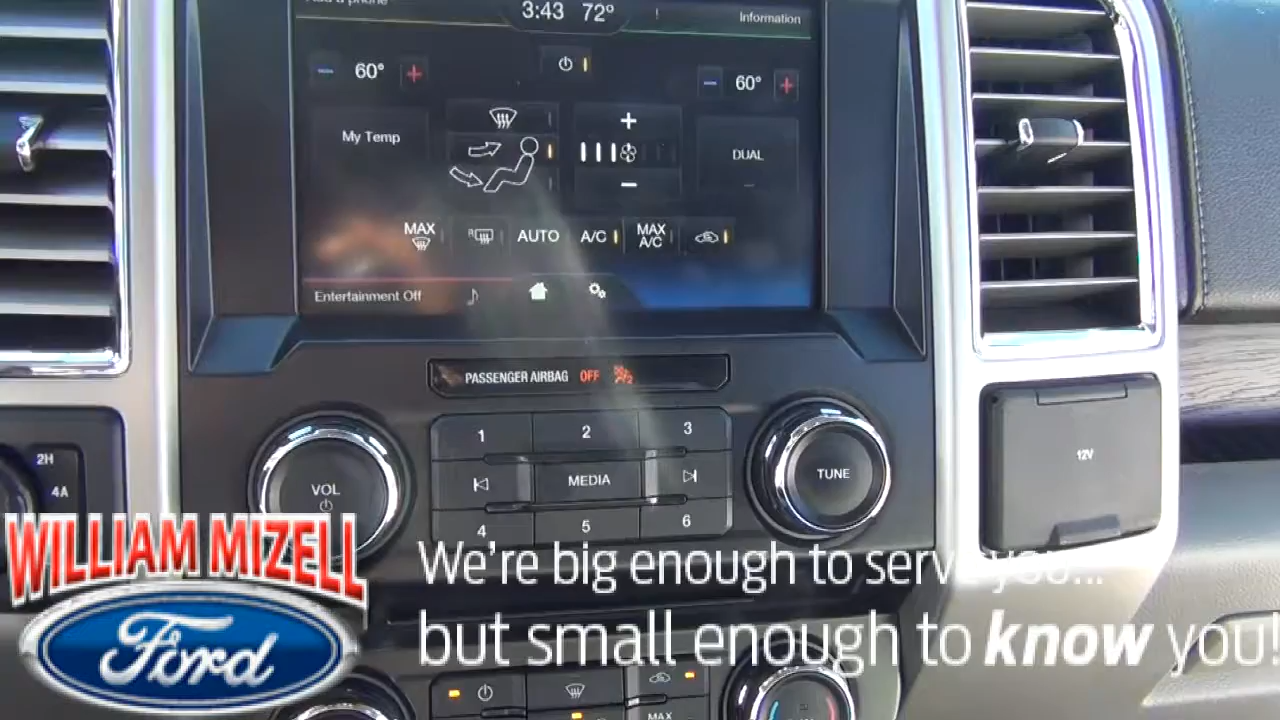 Add a phone
3:43 72°
Information
60°
60°
My Temp
DUAL
MAX
R
AUTO
A/C
MAX
A/C
Entertainment Off
PASSENGER AIRBAG OFF
1
2
3
VOL
MEDIA
TUNE
4
5
6
12V
2H
4A
WILLIAM MIZELL
Ford
We're big enough to serve you...
but small enough to know you!
MAX